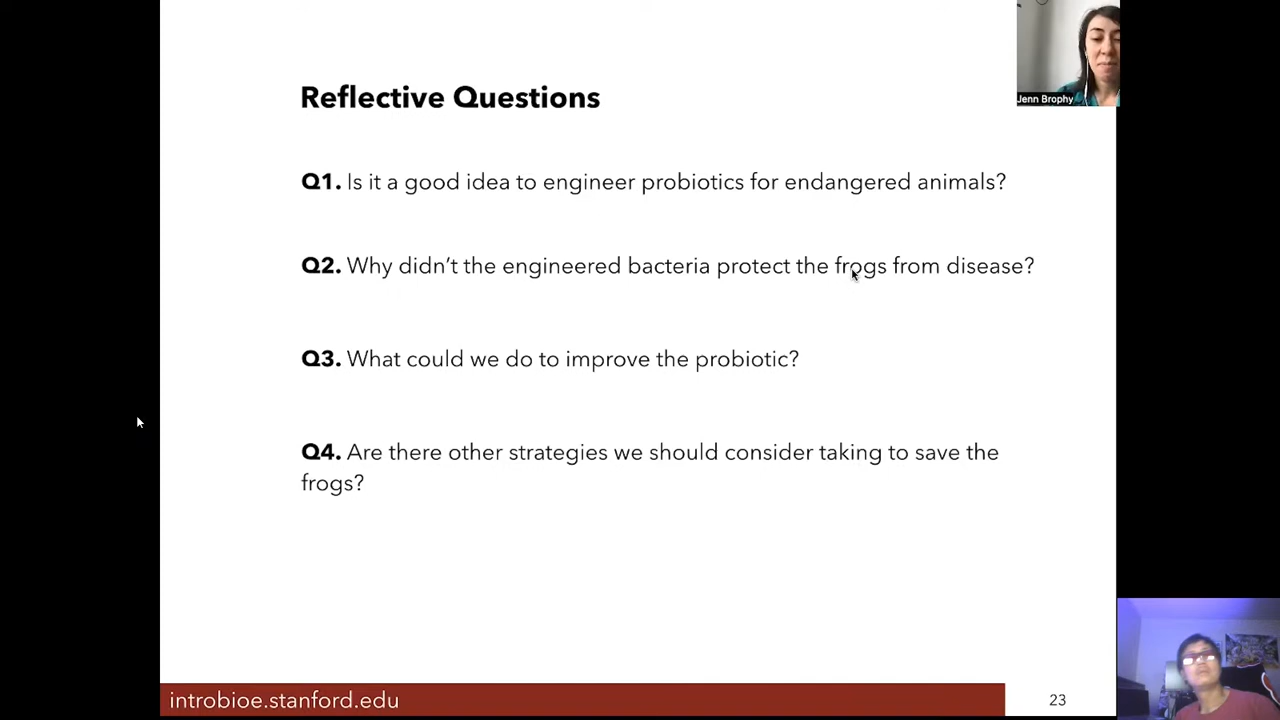 Jenn Brophy
Reflective Questions
Q1. Is it a good idea to engineer probiotics for endangered animals?
Q2. Why didn't the engineered bacteria protect the frogs from disease?
Q3. What could we do to improve the probiotic?
Q4. Are there other strategies we should consider taking to save the
frogs?
introbioe.stanford.edu
23